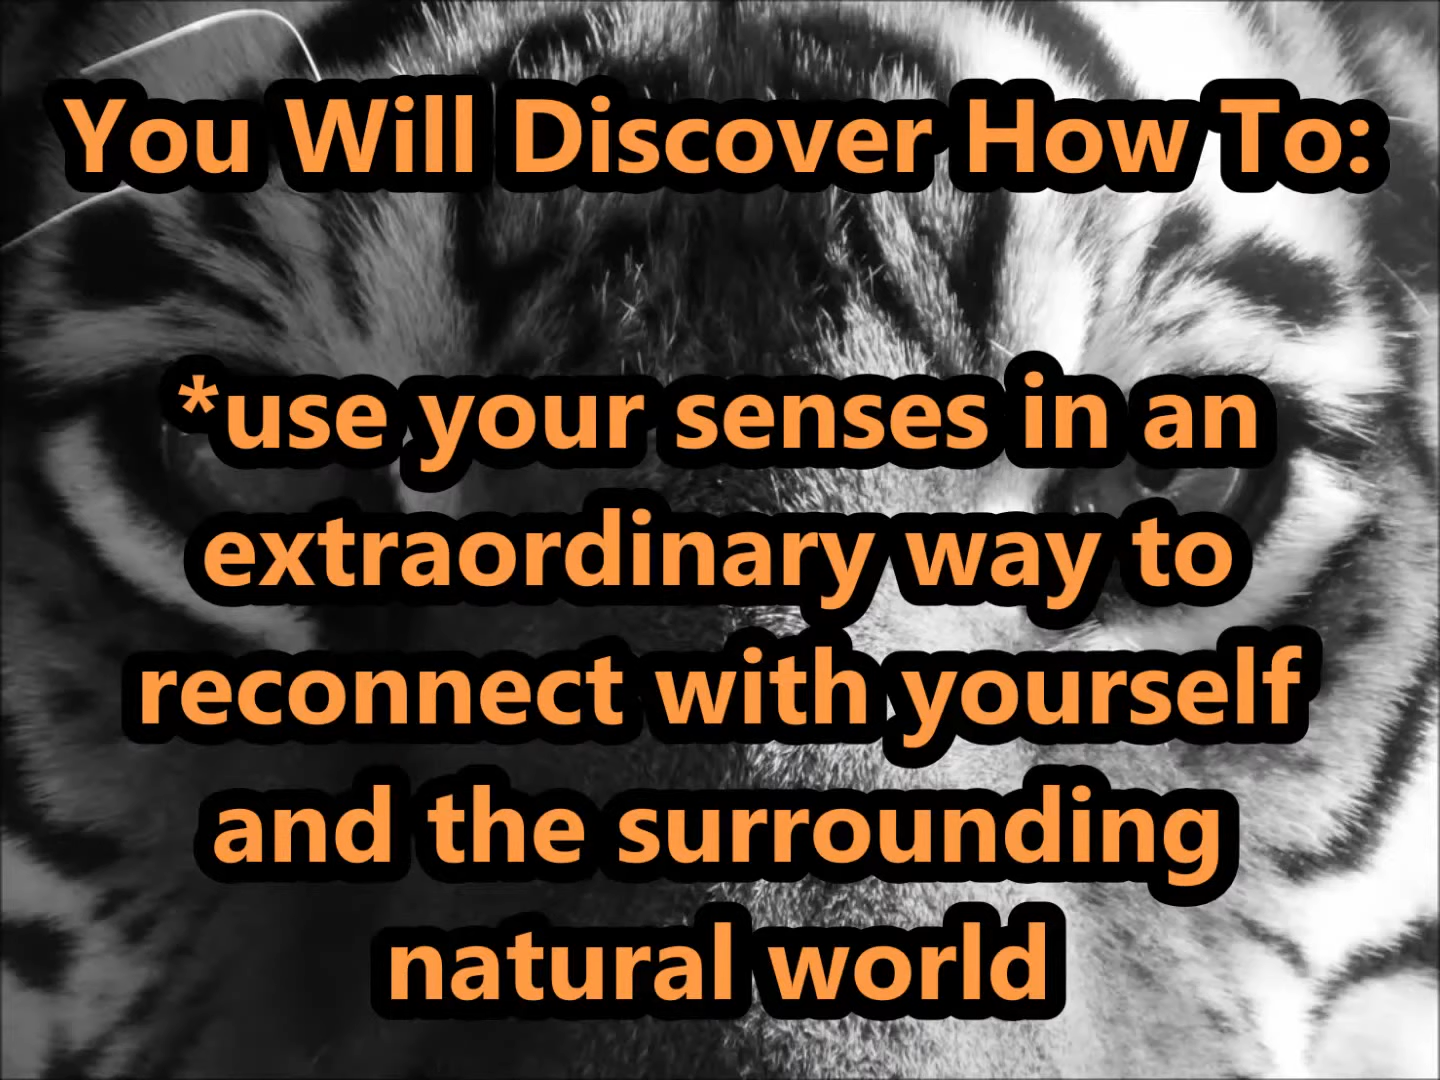 You Will Discover How To:
*use your senses in an
extraordinary way to
reconnect with yourself
and the surrounding
natural world